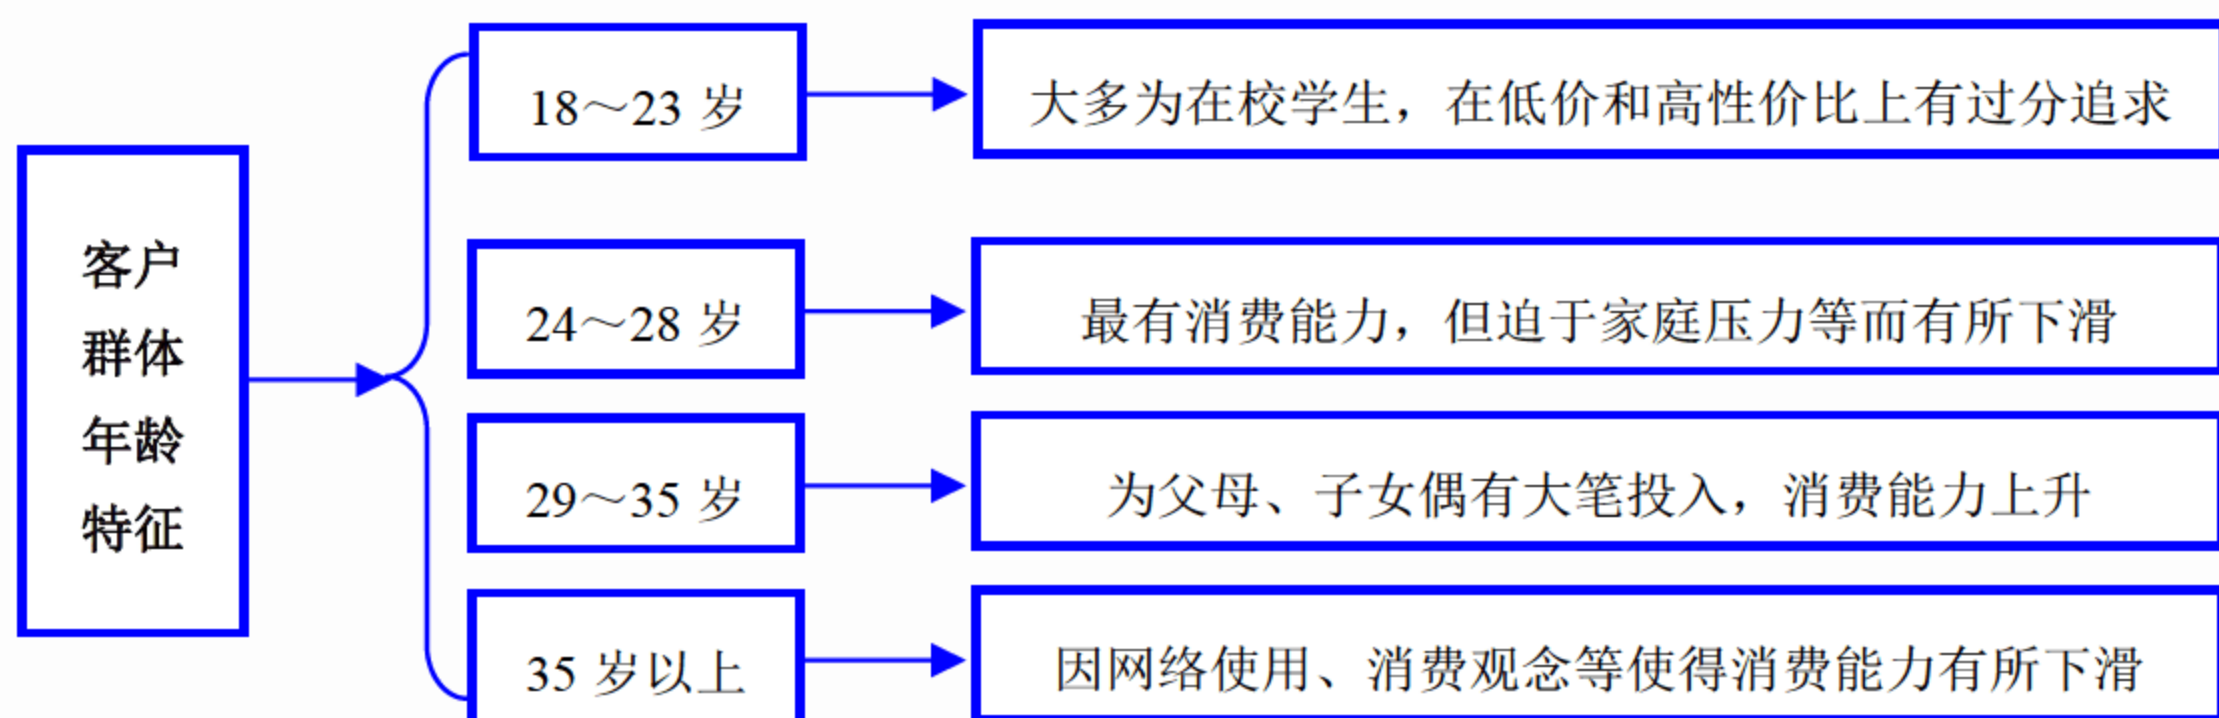 客户
群体
年龄
特征
18～23 岁
大多为在校学生，在低价和高性价比上有过分追求
24～28 岁
最有消费能力，但迫于家庭压力等而有所下滑
29～35 岁
为父母、子女偶有大笔投入，消费能力上升
35 岁以上
因网络使用、消费观念等使得消费能力有所下滑